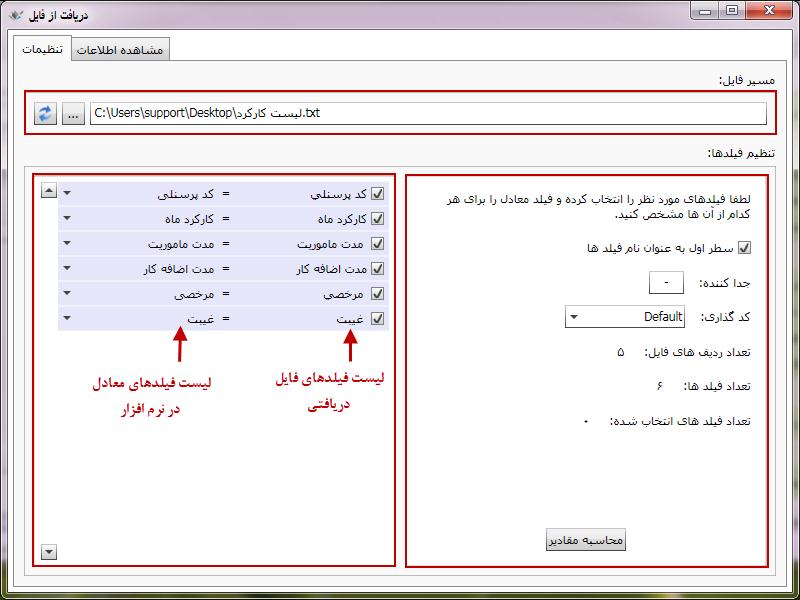 دریافت از فایل
تنظیمات
مشاهده اطلاعات
مسیر فایل:
C:\Users\support\Desktop\لیست کارکرد.txt
...
تنظیم فیلدها:
لطفا فیلدهای مورد نظر را انتخاب کرده و فیلد معادل را برای هر
کدام از آن ها مشخص کنید.
سطر اول به عنوان نام فیلد ها
جدا کننده: -
کد گذاری: Default
تعداد ردیف های فایل: ۵
تعداد فیلد ها: ۶
تعداد فیلد های انتخاب شده: ۰
محاسبه مقادیر
کد پرسنلي = کد پرسنلی
کارکرد ماه = کارکرد ماه
مدت ماموریت = مدت ماموریت
مدت اضافه کار = مدت اضافه کار
مرخصي = مرخصی
غیبت = غیبت
لیست فیلدهای فایل
دریافتی
لیست فیلدهای معادل
در نرم افزار